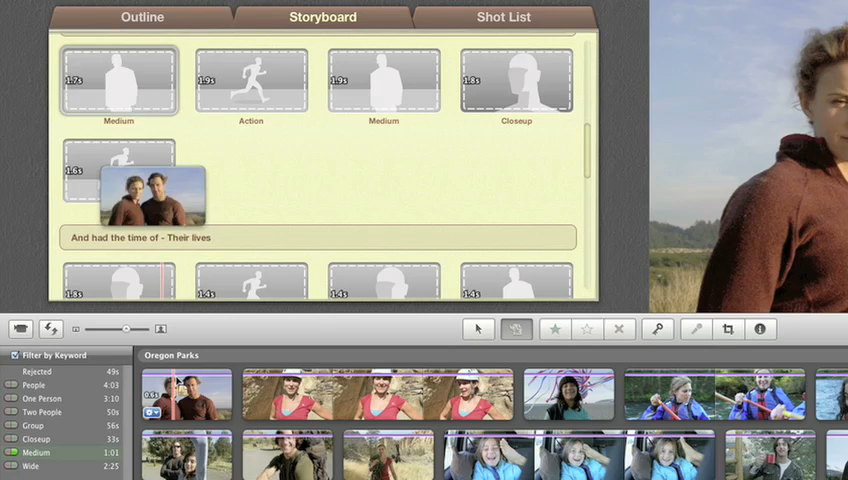 Outline
Storyboard
Shot List
1.7s
1.9s
1.9s
1.8s
Medium
Action
Medium
Closeup
1.6s
And had the time of - Their lives
1.8s
1.4s
1.4s
1.4s
Filter by Keyword
Oregon Parks
Rejected 49s
People 4:03
One Person 3:10
Two People 50s
Group 56s
Closeup 33s
Medium 1:01
Wide 2:25
0.6s